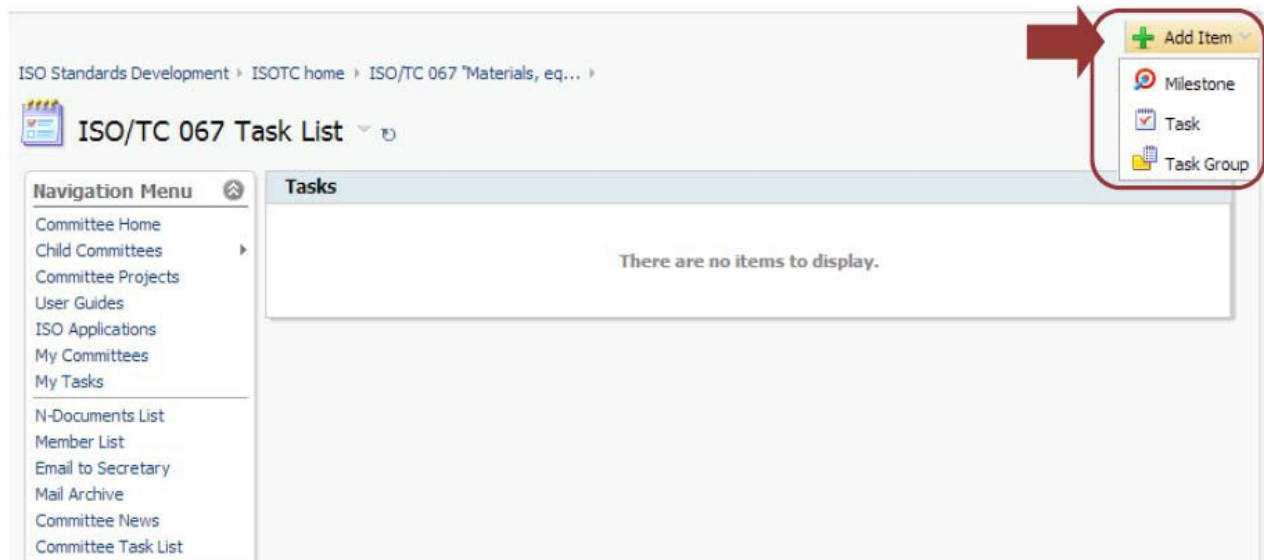 Add Item
Milestone
Task
Task Group
ISO Standards Development ISOTC home ISO/TC 067 "Materials, eq...
ISO/TC 067 Task List
Navigation Menu
Committee Home
Child Committees
Committee Projects
User Guides
ISO Applications
My Committees
My Tasks
N-Documents List
Member List
Email to Secretary
Mail Archive
Committee News
Committee Task List
Tasks
There are no items to display.